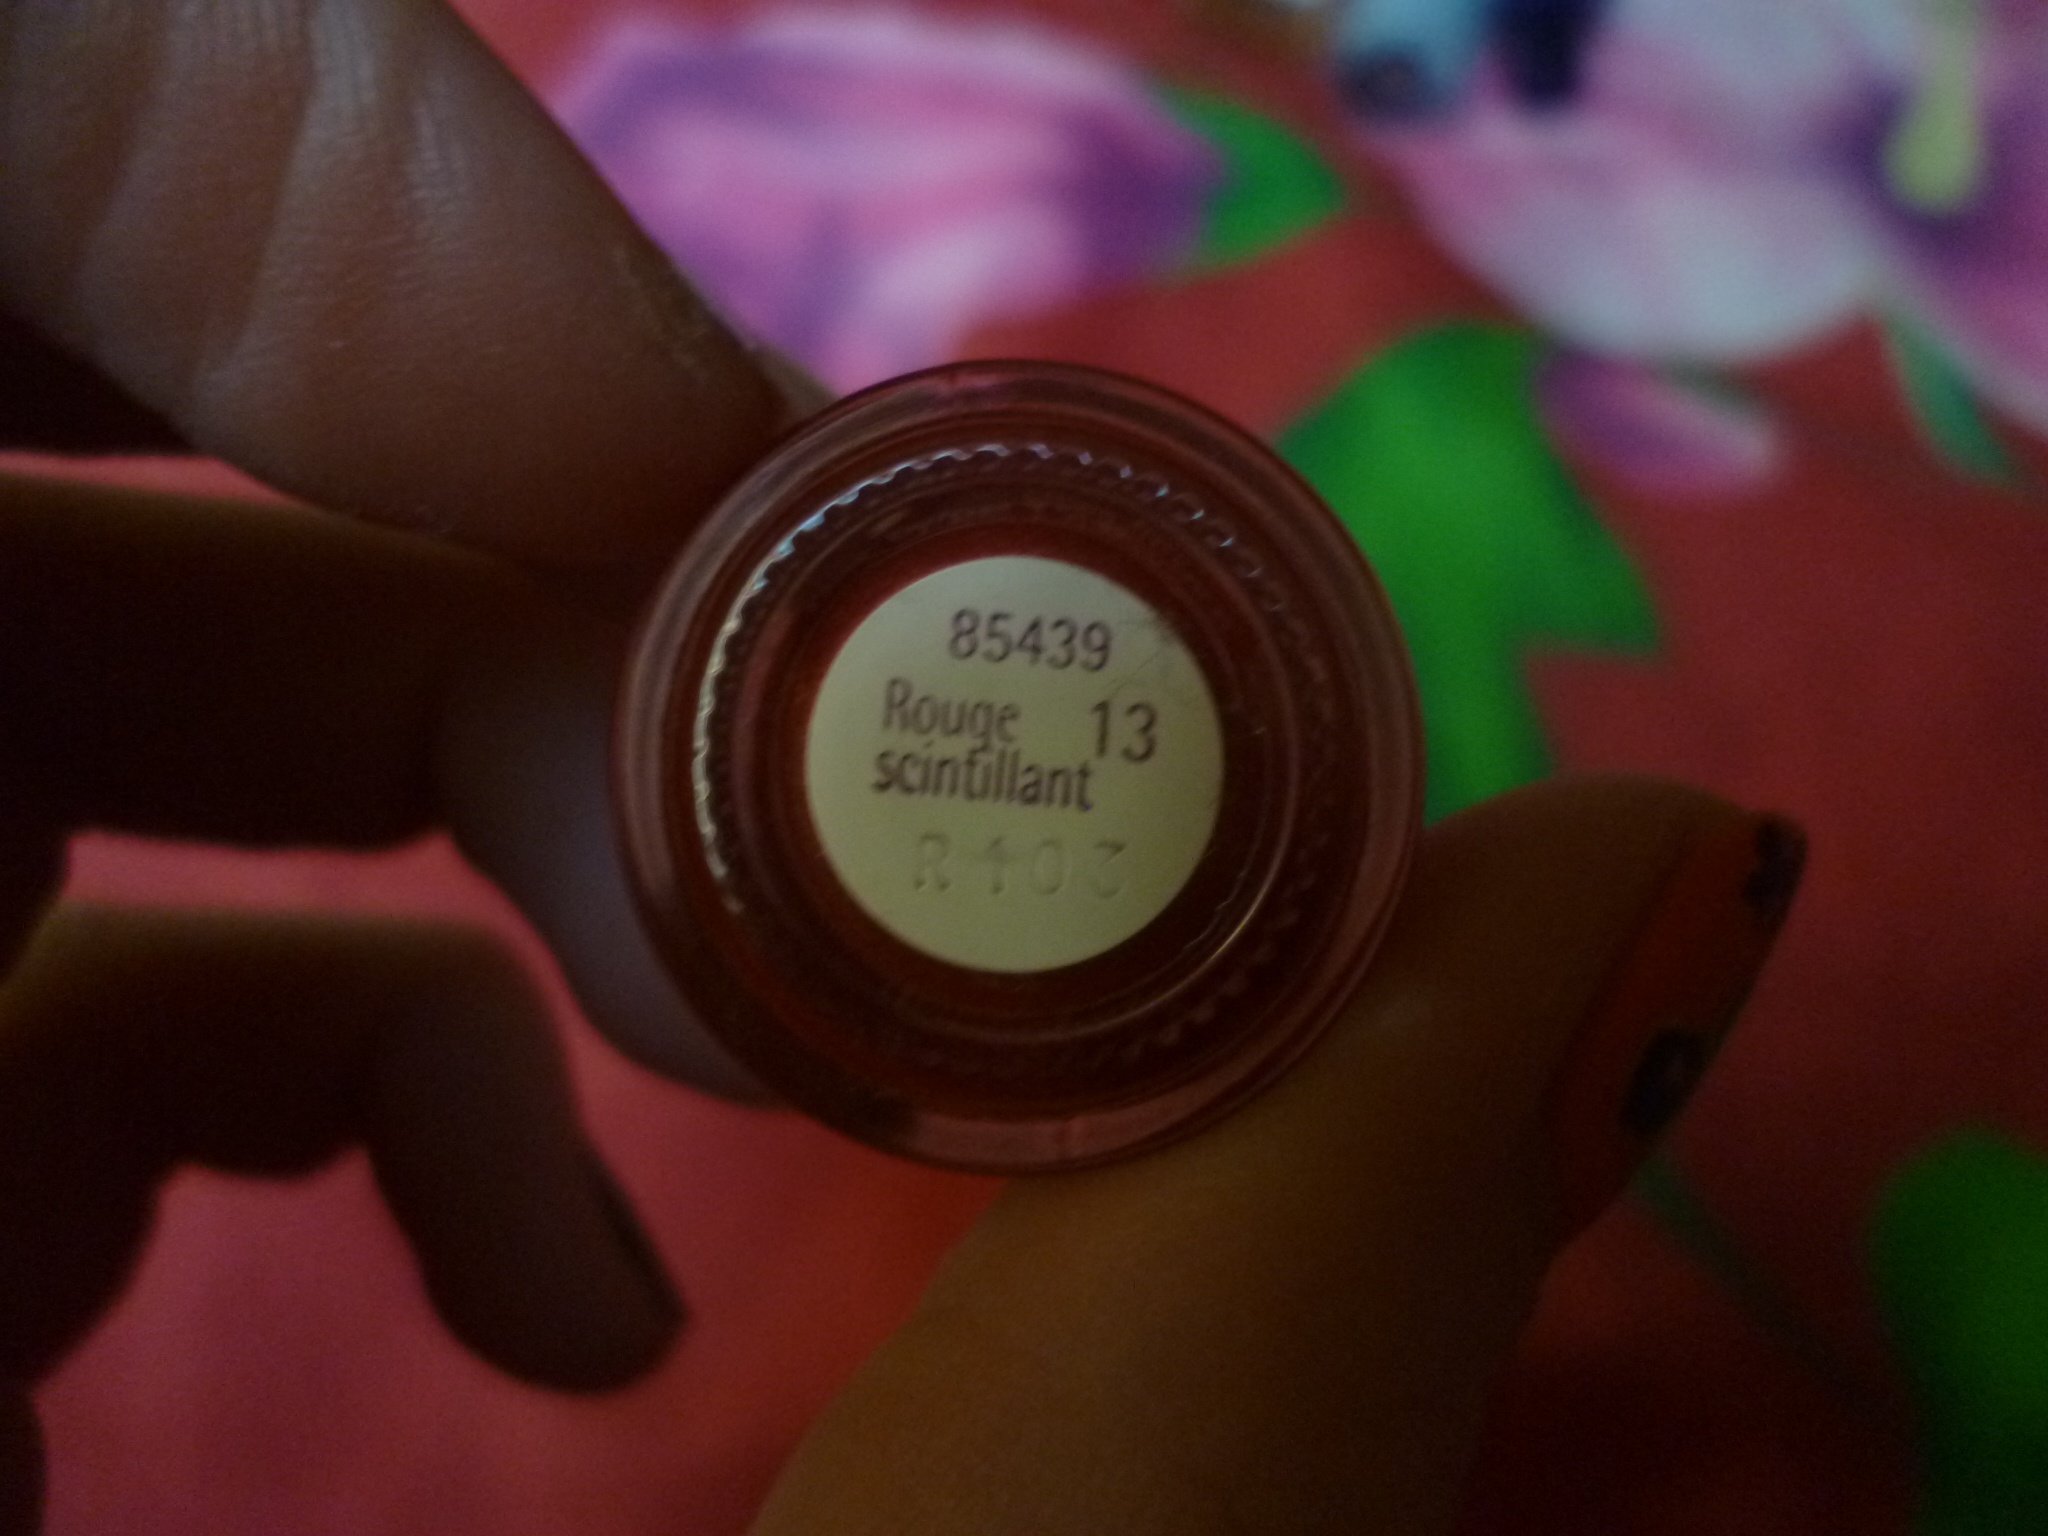 85439
Rouge 13
scintillant